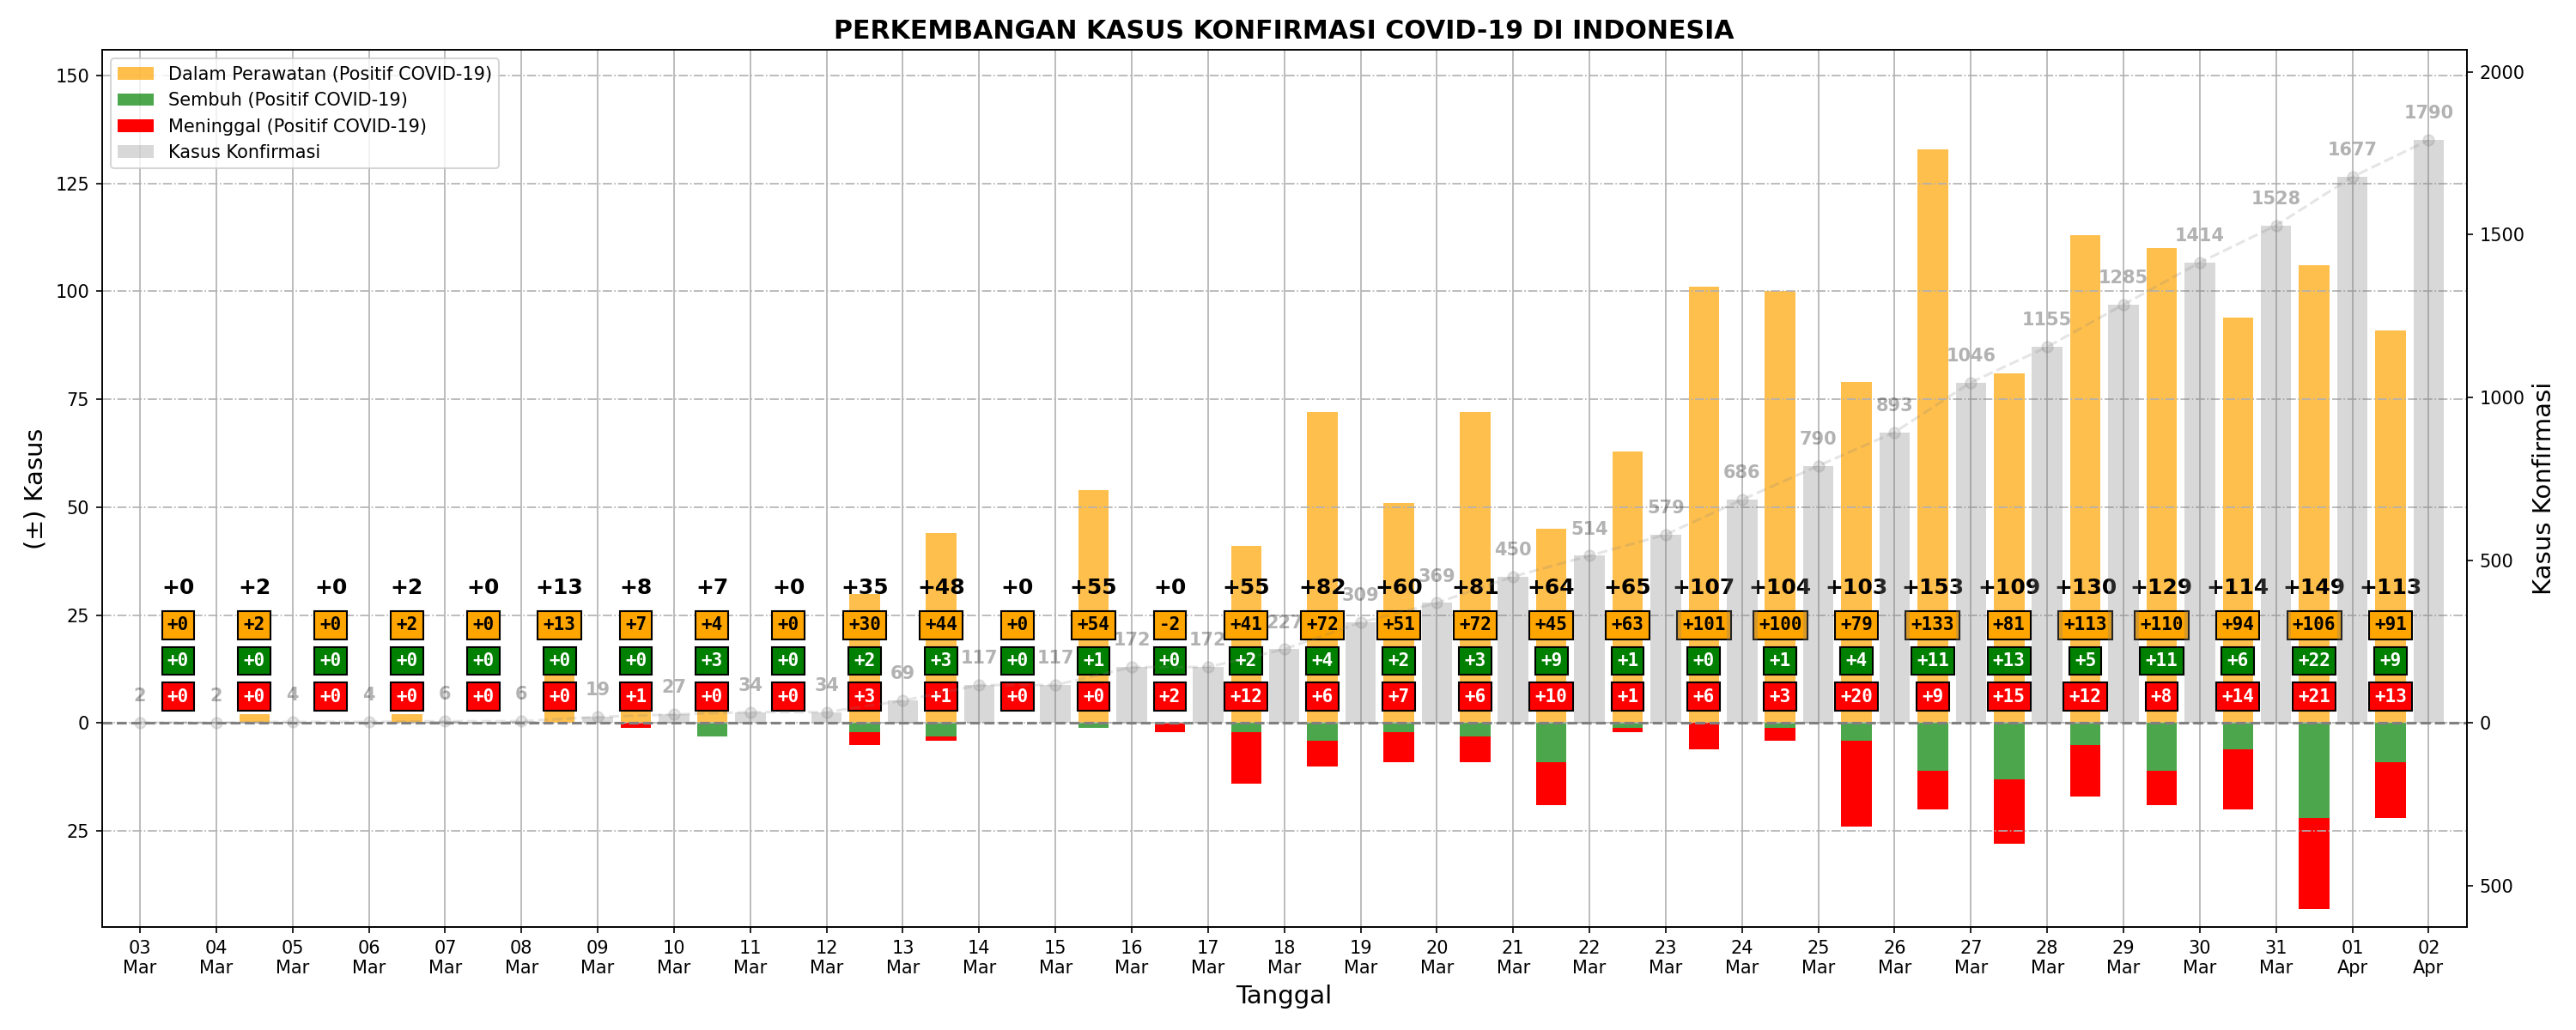 PERKEMBANGAN KASUS KONFIRMASI COVID-19 DI INDONESIA
Dalam Perawatan (Positif COVID-19)
Sembuh (Positif COVID-19)
Meninggal (Positif COVID-19)
Kasus Konfirmasi
(±) Kasus
150
125
100
75
50
25
0
25
2000
1500
1000
500
0
500
Kasus Konfirmasi
2 2 4 4 6 6 19 27 34 34 69 117 117 172 172 227 309 369 450 514 579 686 790 893 1046 1155 1285 1414 1528 1677 1790
+0 +2 +0 +2 +0 +13 +8 +7 +0 +35 +48 +0 +55 +0 +55 +82 +60 +81 +64 +65 +107 +104 +103 +153 +109 +130 +129 +114 +149 +113
+0 +2 +0 +2 +0 +13 +7 +4 +0 +30 +44 +0 +54 -2 +41 +72 +51 +72 +45 +63 +101 +100 +79 +133 +81 +113 +110 +94 +106 +91
+0 +0 +0 +0 +0 +0 +0 +3 +0 +2 +3 +0 +1 +0 +2 +4 +2 +3 +9 +1 +0 +1 +4 +11 +13 +5 +11 +6 +22 +9
+0 +0 +0 +0 +0 +0 +1 +0 +0 +3 +1 +0 +0 +2 +12 +6 +7 +6 +10 +1 +6 +3 +20 +9 +15 +12 +8 +14 +21 +13
03 04 05 06 07 08 09 10 11 12 13 14 15 16 17 18 19 20 21 22 23 24 25 26 27 28 29 30 31 01 02
Mar Mar Mar Mar Mar Mar Mar Mar Mar Mar Mar Mar Mar Mar Mar Mar Mar Mar Mar Mar Mar Mar Mar Mar Mar Mar Mar Mar Mar Apr Apr
Tanggal